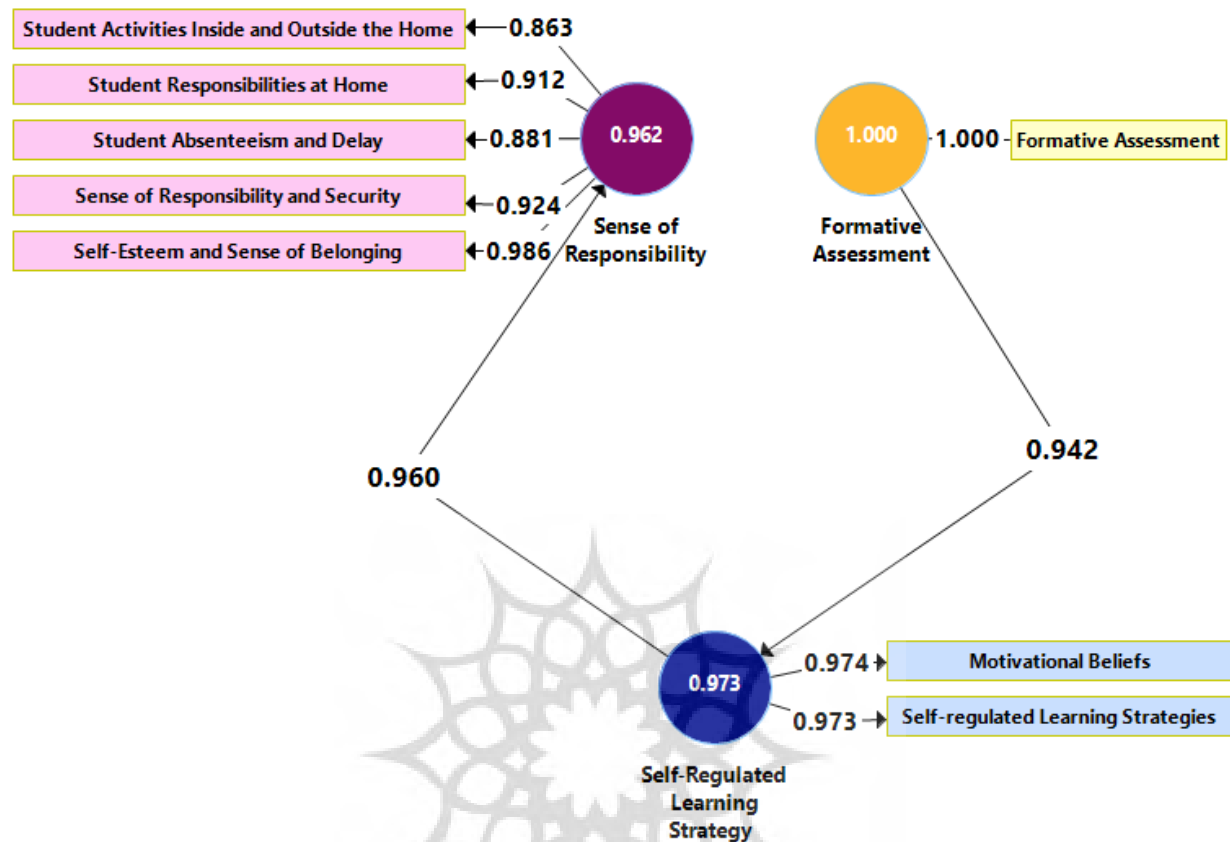 Student Activities Inside and Outside the Home
0.863
Student Responsibilities at Home
0.912
Student Absenteeism and Delay
0.881
Sense of Responsibility and Security
0.924
Self-Esteem and Sense of Belonging
0.986
0.962
Sense of
Responsibility
1.000
Formative
Assessment
1.000
Formative Assessment
0.960
0.942
0.973
Self-Regulated
Learning
Strategy
0.974
Motivational Beliefs
0.973
Self-regulated Learning Strategies